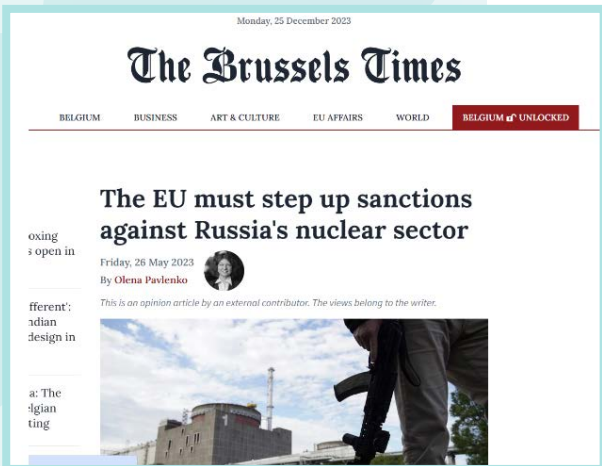 Monday, 25 December 2023
The Brussels Times
BELGIUM BUSINESS ART & CULTURE EU AFFAIRS WORLD BELGIUM UNLOCKED
The EU must step up sanctions
against Russia's nuclear sector
Friday, 26 May 2023
By Olena Pavlenko
This is an opinion article by an external contributor. The views belong to the writer.
oxing
s open in
fferent':
ndian
design in
a: The
elgian
ting